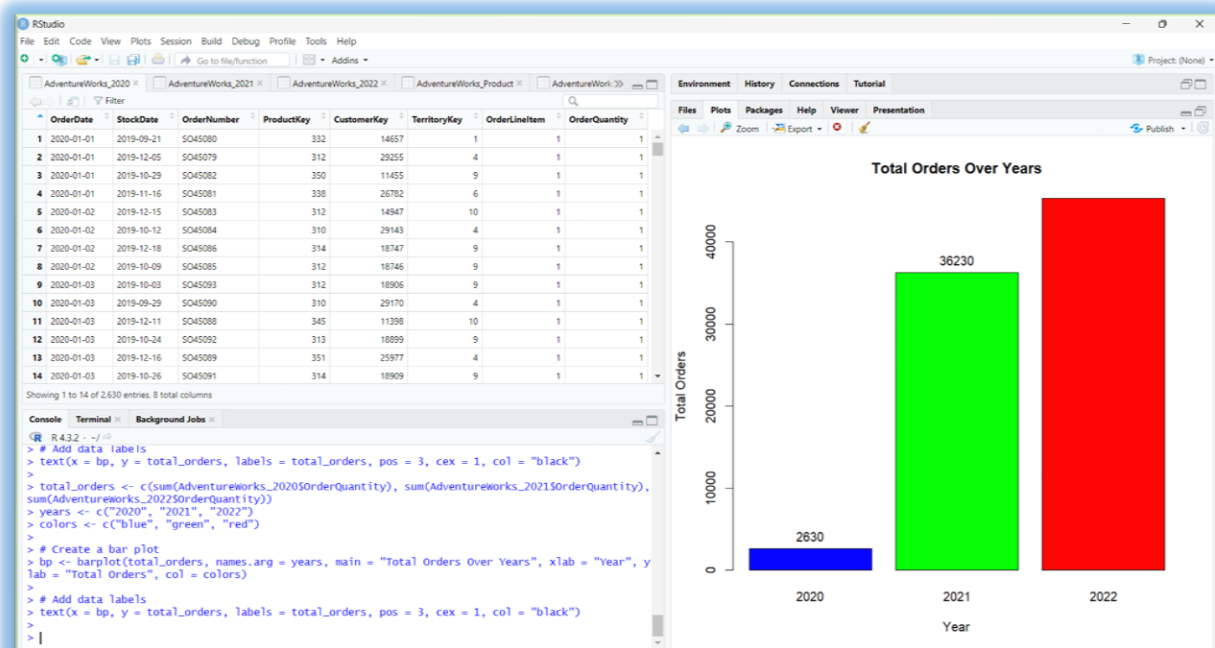 RStudio
File Edit Code View Plots Session Build Debug Profile Tools Help
Go to file/function Addins Project: (None)
AdventureWorks_2020 AdventureWorks_2021 AdventureWorks_2022 AdventureWorks_Product AdventureWork
Filter
OrderDate StockDate OrderNumber ProductKey CustomerKey TerritoryKey OrderLineItem OrderQuantity
1 2020-01-01 2019-09-21 SO45080 332 14657 1 1 1
2 2020-01-01 2019-12-05 SO45079 312 29255 4 1 1
3 2020-01-01 2019-10-29 SO45082 350 11455 9 1 1
4 2020-01-01 2019-11-16 SO45081 338 26782 6 1 1
5 2020-01-02 2019-12-15 SO45083 312 14947 10 1 1
6 2020-01-02 2019-10-12 SO45084 310 29143 4 1 1
7 2020-01-02 2019-12-18 SO45086 314 18747 9 1 1
8 2020-01-02 2019-10-09 SO45085 312 18746 9 1 1
9 2020-01-03 2019-10-03 SO45093 312 18906 9 1 1
10 2020-01-03 2019-09-29 SO45090 310 29170 4 1 1
11 2020-01-03 2019-12-11 SO45088 345 11398 10 1 1
12 2020-01-03 2019-10-24 SO45092 313 18899 9 1 1
13 2020-01-03 2019-12-16 SO45089 351 25977 4 1 1
14 2020-01-03 2019-10-26 SO45091 314 18909 9 1 1
Showing 1 to 14 of 2,630 entries, 8 total columns
Console Terminal Background Jobs
R 4.3.2 · ~/
> # Add data labels
> text(x = bp, y = total_orders, labels = total_orders, pos = 3, cex = 1, col = "black")
>
> total_orders <- c(sum(AdventureWorks_2020$OrderQuantity), sum(AdventureWorks_2021$OrderQuantity),
sum(AdventureWorks_2022$OrderQuantity))
> years <- c("2020", "2021", "2022")
> colors <- c("blue", "green", "red")
>
> # Create a bar plot
> bp <- barplot(total_orders, names.arg = years, main = "Total Orders Over Years", xlab = "Year", y
lab = "Total Orders", col = colors)
>
> # Add data labels
> text(x = bp, y = total_orders, labels = total_orders, pos = 3, cex = 1, col = "black")
>
>
Environment History Connections Tutorial
Files Plots Packages Help Viewer Presentation
Zoom Export Publish
Total Orders Over Years
Total Orders
40000
30000
20000
10000
0
36230
2630
2020 2021 2022
Year